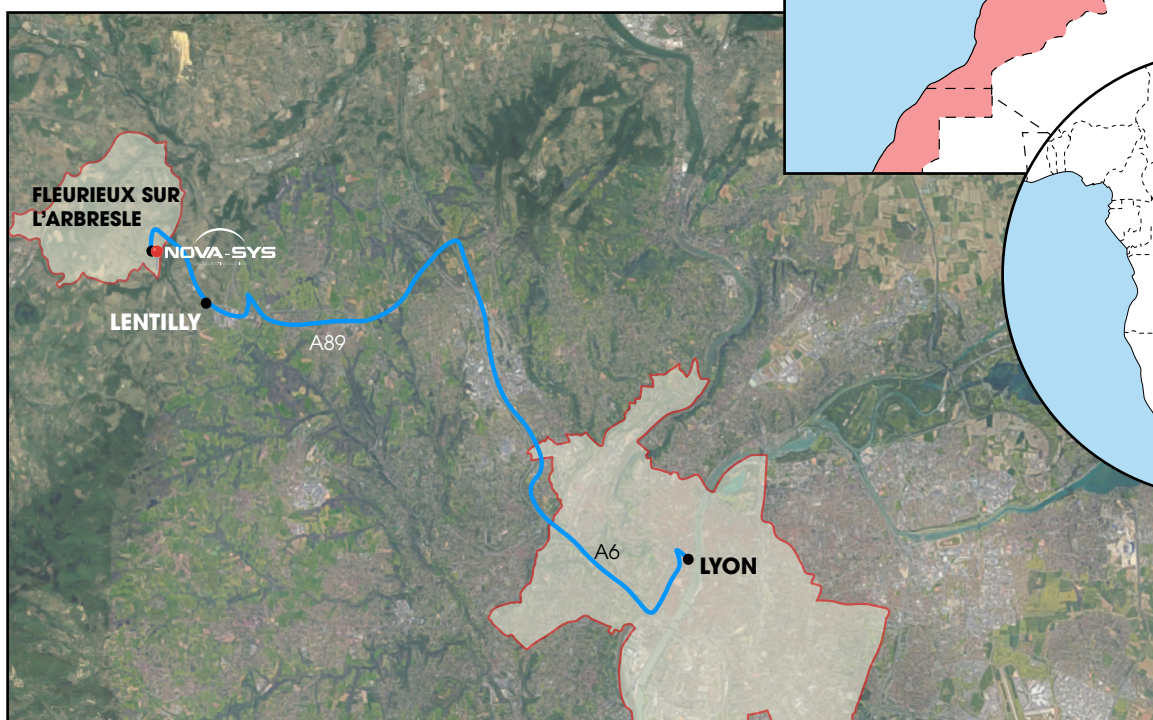 FLEURIEUX SUR
L'ARBRESLE
NOVA-SYS
LENTILLY
A89
A6
LYON